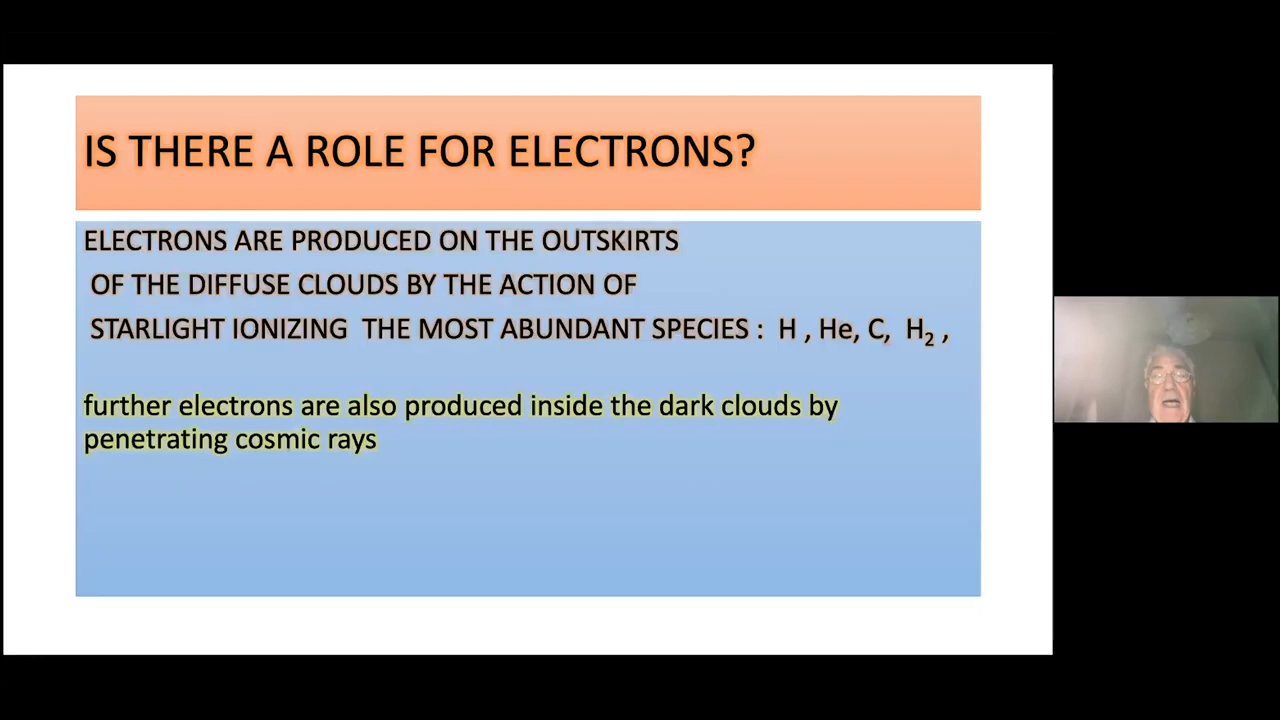 IS THERE A ROLE FOR ELECTRONS?
ELECTRONS ARE PRODUCED ON THE OUTSKIRTS
OF THE DIFFUSE CLOUDS BY THE ACTION OF
STARLIGHT IONIZING THE MOST ABUNDANT SPECIES : H , He, C, H₂ ,
further electrons are also produced inside the dark clouds by
penetrating cosmic rays